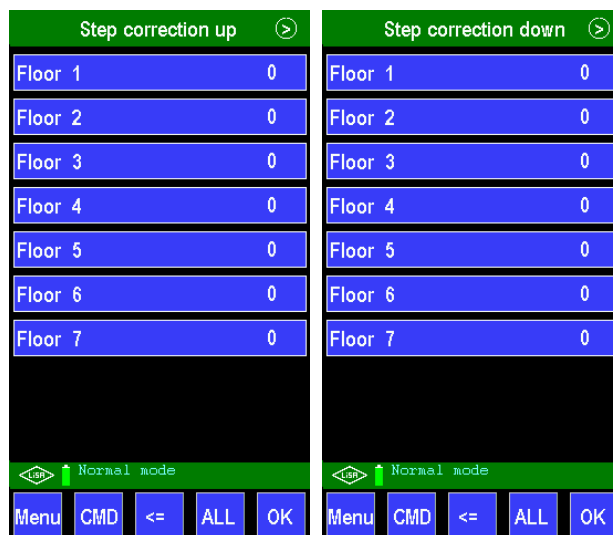 Step correction up >
Floor 1 0
Floor 2 0
Floor 3 0
Floor 4 0
Floor 5 0
Floor 6 0
Floor 7 0
LiSA Normal mode
Menu CMD <= ALL OK
Step correction down >
Floor 1 0
Floor 2 0
Floor 3 0
Floor 4 0
Floor 5 0
Floor 6 0
Floor 7 0
LiSA Normal mode
Menu CMD <= ALL OK